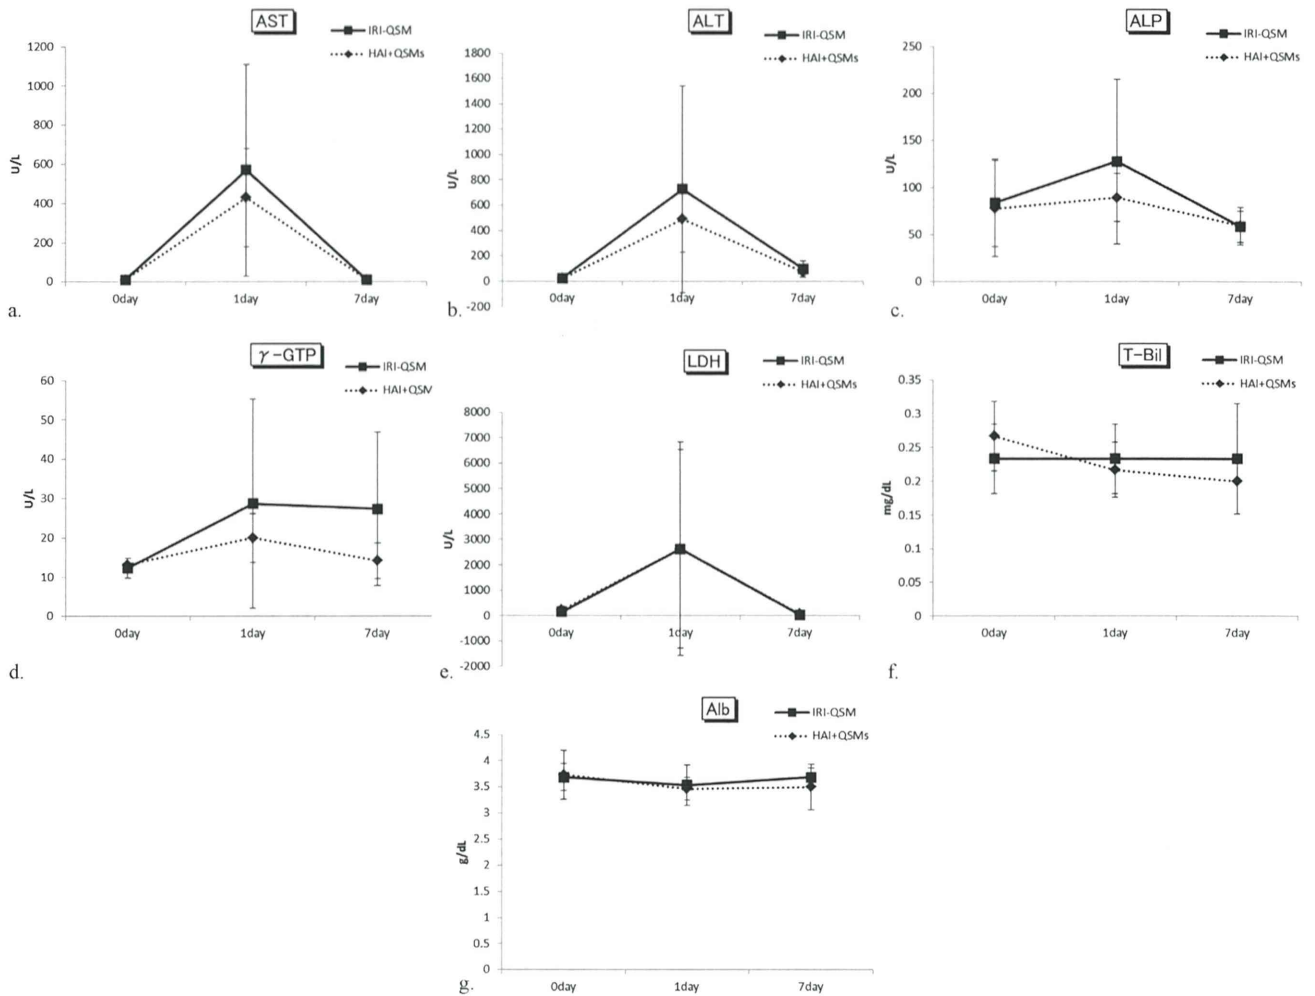 AST
IRI-QSM
HAI+QSMs
1200
1000
800
600
400
200
0
U/L
0day
1day
7day
a.
ALT
IRI-QSM
HAI+QSMs
1800
1600
1400
1200
1000
800
600
400
200
0
-200
U/L
0day
1day
7day
b.
ALP
IRI-QSM
HAI+QSMs
250
200
150
100
50
0
U/L
0day
1day
7day
c.
γ-GTP
IRI-QSM
HAI+QSM
60
50
40
30
20
10
0
U/L
0day
1day
7day
d.
LDH
IRI-QSM
HAI+QSMs
8000
7000
6000
5000
4000
3000
2000
1000
0
-1000
-2000
U/L
0day
1day
7day
e.
T-Bil
IRI-QSM
HAI+QSMs
0.35
0.3
0.25
0.2
0.15
0.1
0.05
0
mg/dL
0day
1day
7day
f.
Alb
IRI-QSM
HAI+QSMs
4.5
4
3.5
3
2.5
2
1.5
1
0.5
0
g/dL
0day
1day
7day
g.